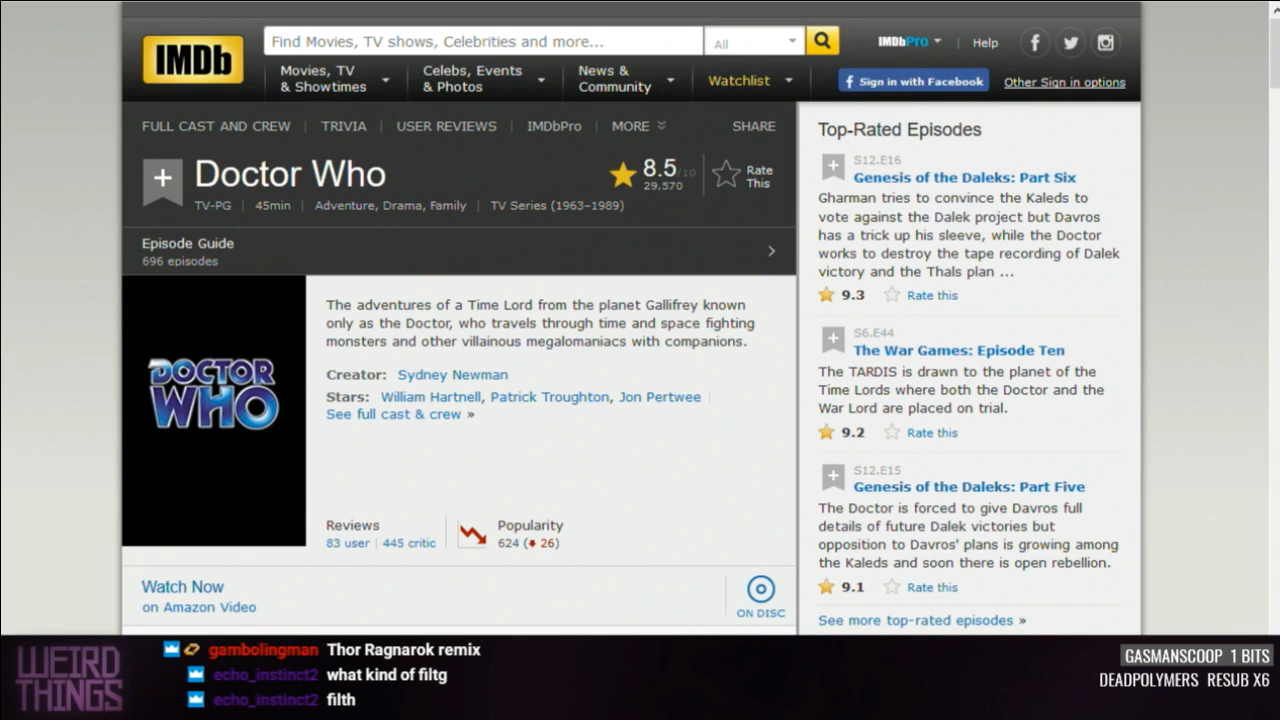 IMDb
Find Movies, TV shows, Celebrities and more...
All
IMDbPro
Help
Movies, TV
& Showtimes
Celebs, Events
& Photos
News &
Community
Watchlist
Sign in with Facebook
Other Sign in options
FULL CAST AND CREW | TRIVIA | USER REVIEWS | IMDbPro | MORE
SHARE
Doctor Who
8.5/10
29,570
Rate
This
TV-PG | 45min | Adventure, Drama, Family | TV Series (1963–1989)
Episode Guide
696 episodes
DOCTOR
WHO
The adventures of a Time Lord from the planet Gallifrey known
only as the Doctor, who travels through time and space fighting
monsters and other villainous megalomaniacs with companions.
Creator: Sydney Newman
Stars: William Hartnell, Patrick Troughton, Jon Pertwee |
See full cast & crew »
Reviews
83 user | 445 critic
Popularity
624 (26)
Watch Now
on Amazon Video
ON DISC
Top-Rated Episodes
S12.E16
Genesis of the Daleks: Part Six
Gharman tries to convince the Kaleds to
vote against the Dalek project but Davros
has a trick up his sleeve, while the Doctor
works to destroy the tape recording of Dalek
victory and the Thals plan ...
9.3 Rate this
S6.E44
The War Games: Episode Ten
The TARDIS is drawn to the planet of the
Time Lords where both the Doctor and the
War Lord are placed on trial.
9.2 Rate this
S12.E15
Genesis of the Daleks: Part Five
The Doctor is forced to give Davros full
details of future Dalek victories but
opposition to Davros' plans is growing among
the Kaleds and soon there is open rebellion.
9.1 Rate this
See more top-rated episodes »
WEIRD
THINGS
gambolingman Thor Ragnarok remix
echo_instinct2 what kind of filtg
echo_instinct2 filth
GASMANSCOOP 1 BITS
DEADPOLYMERS RESUB X6